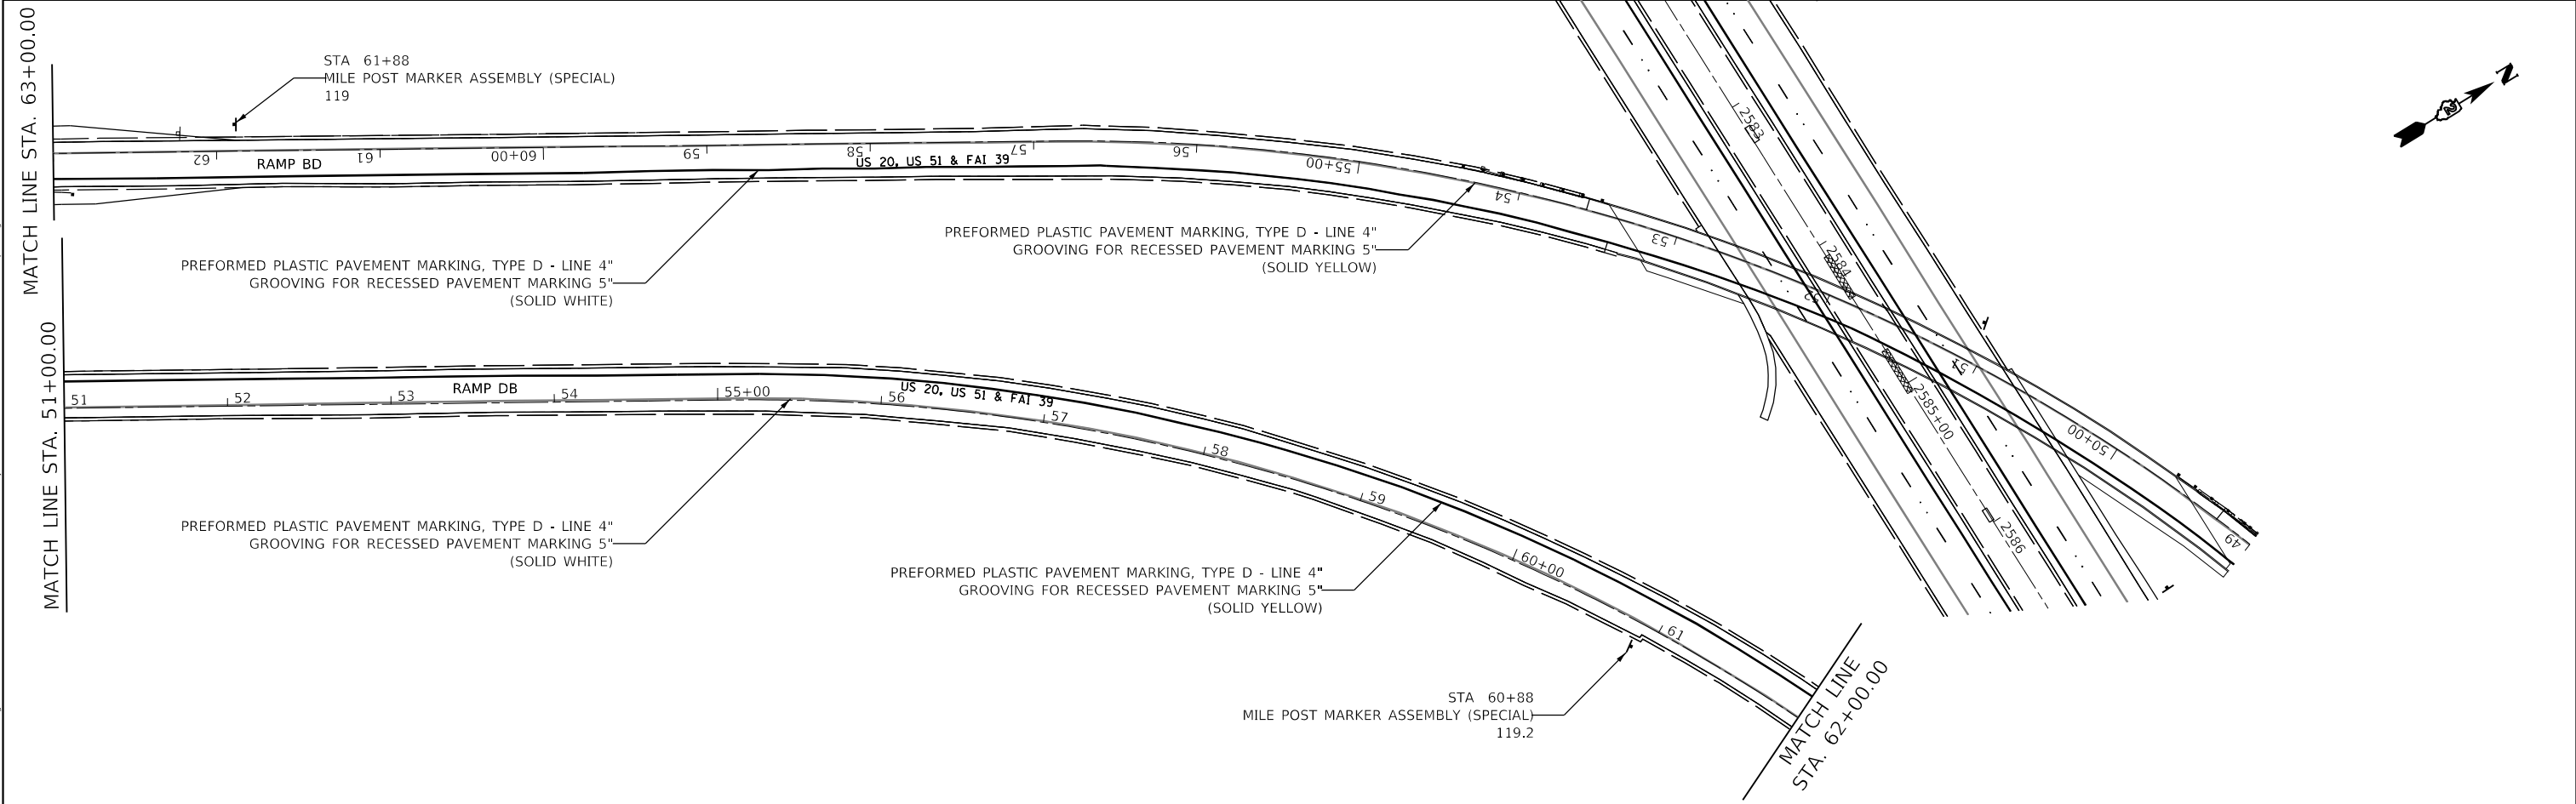 MATCH LINE STA. 63+00.00
STA 61+88
MILE POST MARKER ASSEMBLY (SPECIAL)
119
62
RAMP BD
61
60+00
59
58
US 20, US 51 & FAI 39
57
56
55+00
54
53
52
51
50+00
49
PREFORMED PLASTIC PAVEMENT MARKING, TYPE D - LINE 4"
GROOVING FOR RECESSED PAVEMENT MARKING 5"
(SOLID WHITE)
PREFORMED PLASTIC PAVEMENT MARKING, TYPE D - LINE 4"
GROOVING FOR RECESSED PAVEMENT MARKING 5"
(SOLID YELLOW)
2583
2584
2585+00
2586
N
MATCH LINE STA. 51+00.00
51
52
RAMP DB
53
54
55+00
56
US 20, US 51 & FAI 39
57
58
59
60+00
61
PREFORMED PLASTIC PAVEMENT MARKING, TYPE D - LINE 4"
GROOVING FOR RECESSED PAVEMENT MARKING 5"
(SOLID WHITE)
PREFORMED PLASTIC PAVEMENT MARKING, TYPE D - LINE 4"
GROOVING FOR RECESSED PAVEMENT MARKING 5"
(SOLID YELLOW)
STA 60+88
MILE POST MARKER ASSEMBLY (SPECIAL)
119.2
MATCH LINE
STA. 62+00.00